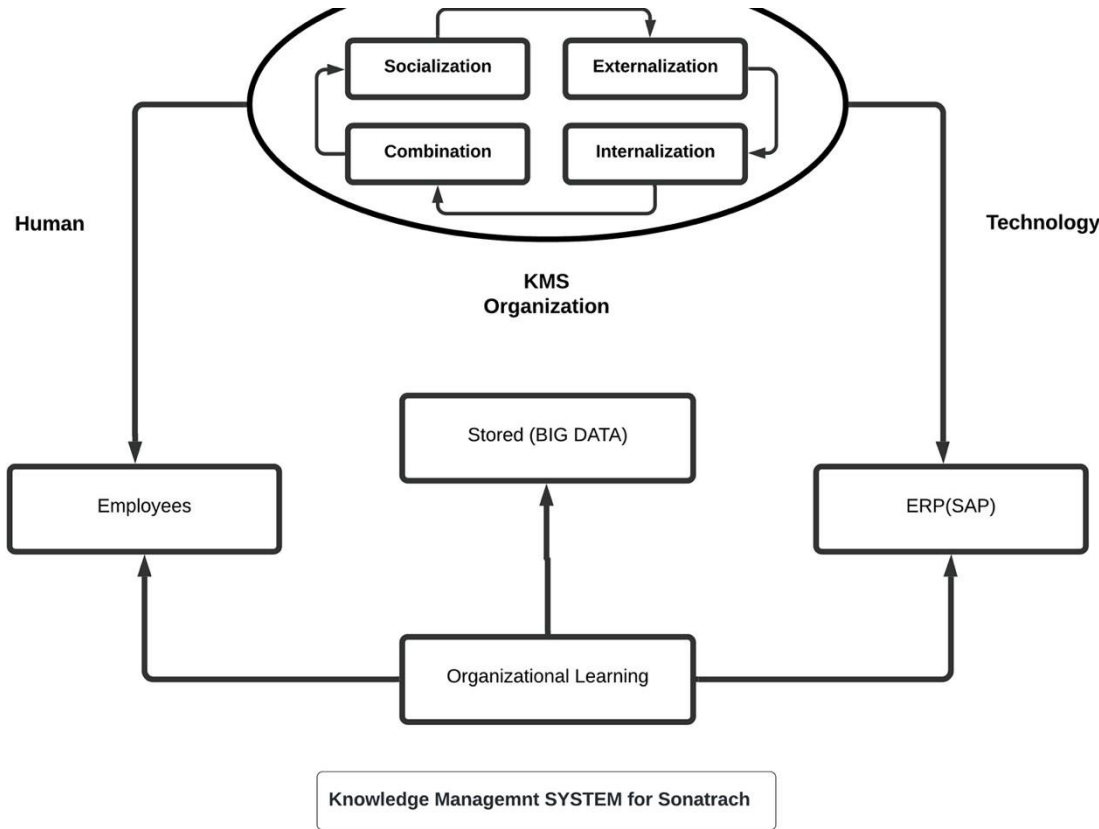 Socialization
Externalization
Combination
Internalization
Human
Technology
KMS
Organization
Stored (BIG DATA)
Employees
ERP(SAP)
Organizational Learning
Knowledge Managemnt SYSTEM for Sonatrach